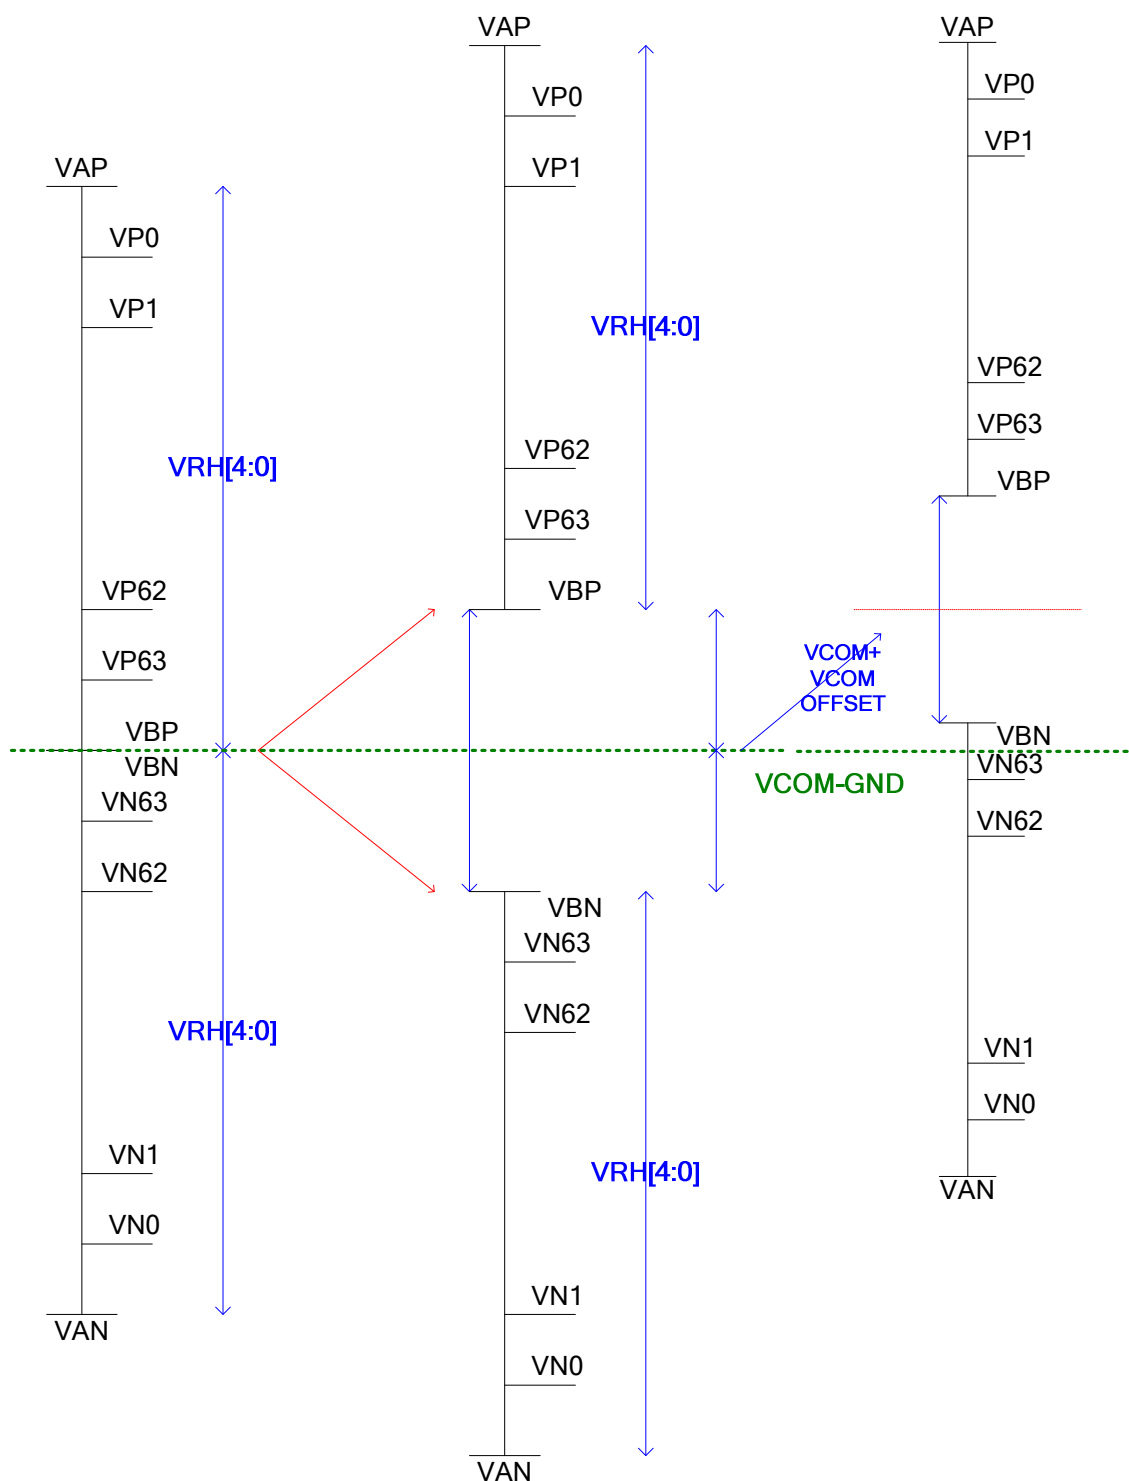 VAP
VP0
VP1
VRH[4:0]
VP62
VP63
VBP
VBN
VN63
VN62
VRH[4:0]
VN1
VN0
VAN
VAP
VP0
VP1
VRH[4:0]
VP62
VP63
VBP
VBN
VN63
VN62
VRH[4:0]
VN1
VN0
VAN
VCOM+
VCOM
OFFSET
VCOM-GND
VAP
VP0
VP1
VP62
VP63
VBP
VBN
VN63
VN62
VN1
VN0
VAN